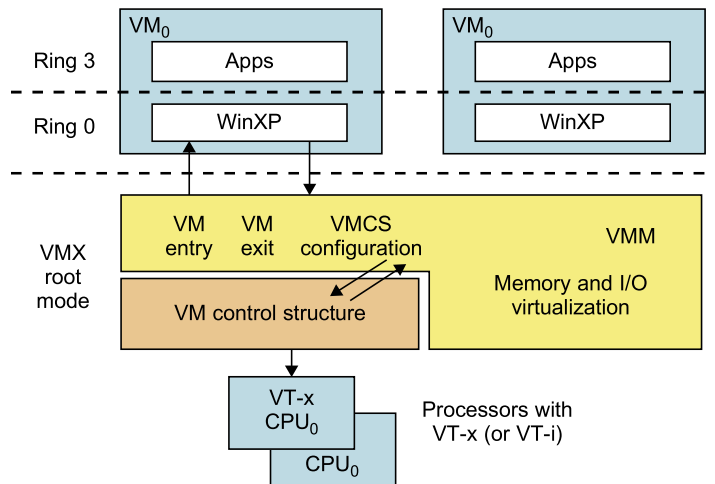 VM₀
VM₀
Ring 3
Apps
Apps
Ring 0
WinXP
WinXP
VMX
root
mode
VM
entry
VM
exit
VMCS
configuration
VMM
Memory and I/O
virtualization
VM control structure
VT-x
CPU₀
CPU₀
Processors with
VT-x (or VT-i)